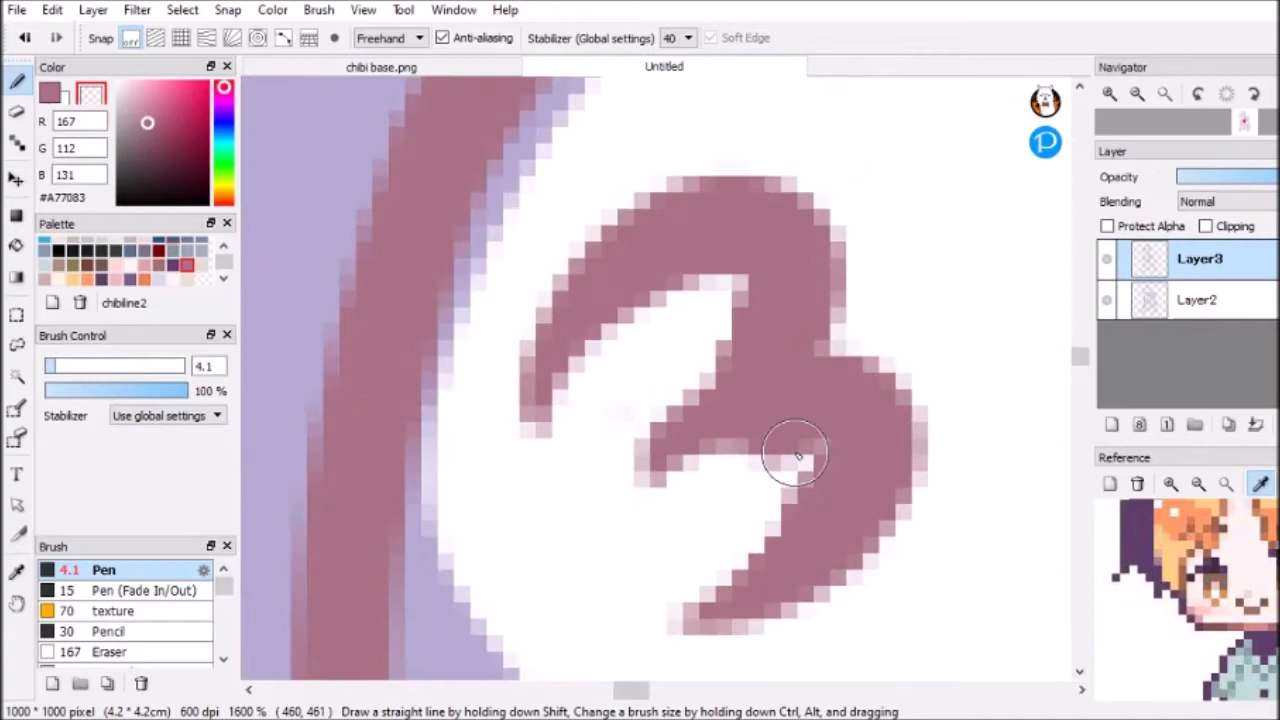 File Edit Layer Filter Select Snap Color Brush View Tool Window Help
Snap off Freehand Anti-aliasing Stabilizer (Global settings) 40 Soft Edge
Color
chibi base.png
Untitled
Navigator
R 167
G 112
B 131
#A77083
Palette
chibiline2
Brush Control
4.1
100 %
Stabilizer Use global settings
Brush
4.1 Pen
15 Pen (Fade In/Out)
70 texture
30 Pencil
167 Eraser
P
Layer
Opacity
Blending Normal
Protect Alpha Clipping
Layer3
Layer2
8 1
Reference
T
1000 * 1000 pixel (4.2 * 4.2cm) 600 dpi 1600 % ( 460, 461 ) Draw a straight line by holding down Shift, Change a brush size by holding down Ctrl, Alt, and dragging